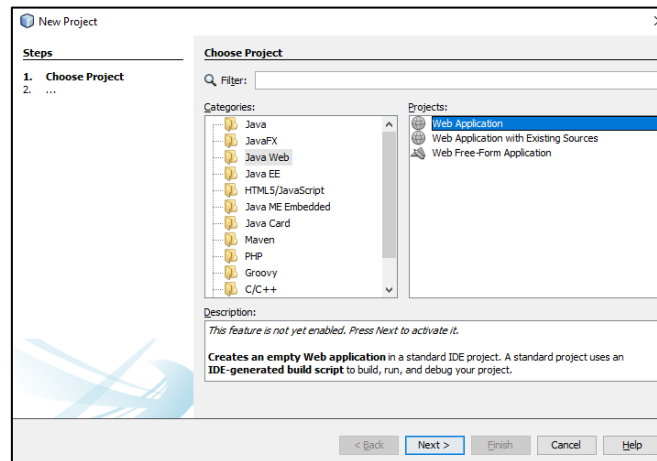 New Project
Steps
1. Choose Project
2. ...
Choose Project
Filter:
Categories:
Java
JavaFX
Java Web
Java EE
HTML5/JavaScript
Java ME Embedded
Java Card
Maven
PHP
Groovy
C/C++
Projects:
Web Application
Web Application with Existing Sources
Web Free-Form Application
Description:
This feature is not yet enabled. Press Next to activate it.
Creates an empty Web application in a standard IDE project. A standard project uses an
IDE-generated build script to build, run, and debug your project.
< Back Next > Finish Cancel Help